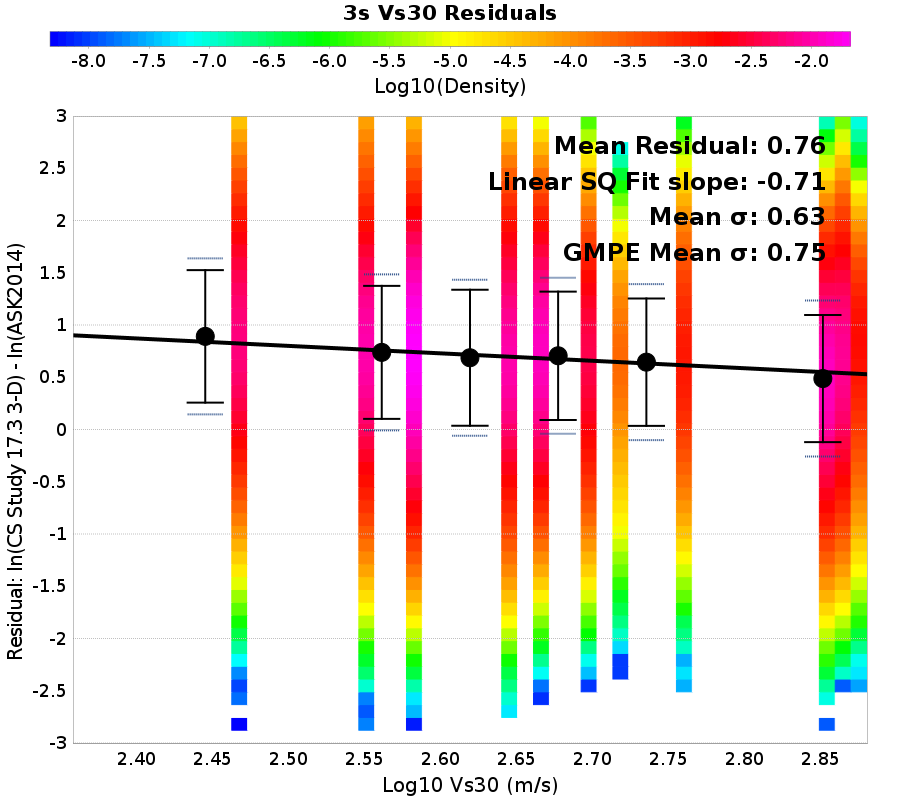 3s Vs30 Residuals
-8.0 -7.5 -7.0 -6.5 -6.0 -5.5 -5.0 -4.5 -4.0 -3.5 -3.0 -2.5 -2.0
Log10(Density)
Mean Residual: 0.76
Linear SQ Fit slope: -0.71
Mean σ: 0.63
GMPE Mean σ: 0.75
Residual: ln(CS Study 17.3 3-D) - ln(ASK2014)
3
2.5
2
1.5
1
0.5
0
-0.5
-1
-1.5
-2
-2.5
-3
2.40 2.45 2.50 2.55 2.60 2.65 2.70 2.75 2.80 2.85
Log10 Vs30 (m/s)